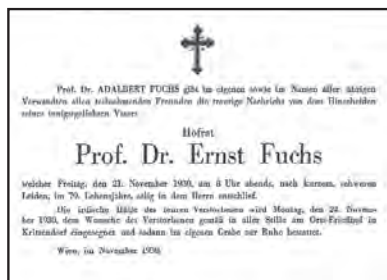 Prof. Dr. ADALBERT FUCHS gibt im eigenen sowie im Namen aller übrigen
Verwandten allen teilnehmenden Freunden die traurige Nachricht von dem Hinscheiden
seines innigstgeliebten Vaters
Hofrat
Prof. Dr. Ernst Fuchs
welcher Freitag, den 21. November 1930, um 8 Uhr abends, nach kurzem, schwerem
Leiden, im 79. Lebensjahre, selig in dem Herrn entschlief.
Die irdische Hülle des teuren Verstorbenen wird Montag, den 24. Novem-
ber 1930, dem Wunsche des Verstorbenen gemäß in aller Stille am Orts-Friedhof in
Kritzendorf eingesegnet und sodann im eigenen Grabe zur Ruhe bestattet.
Wien, im November 1930.